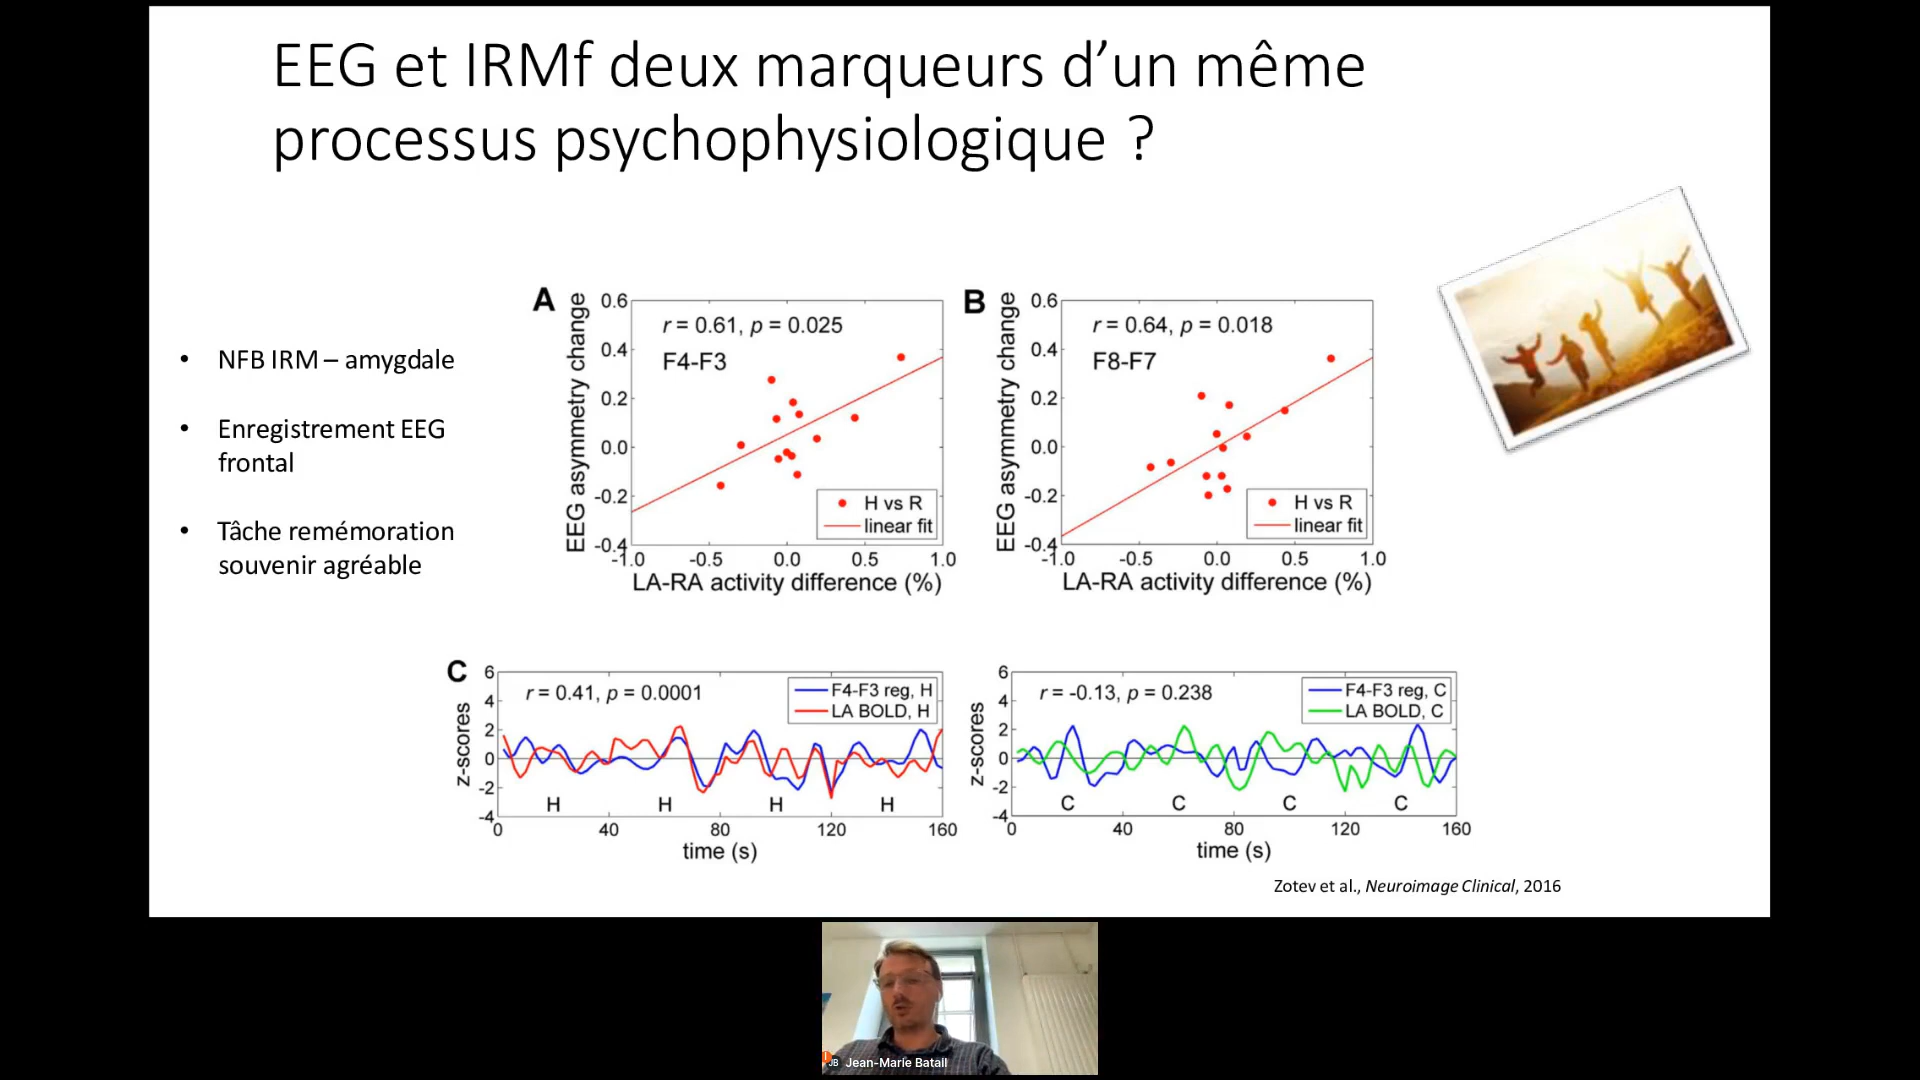 EEG et IRMf deux marqueurs d’un même
processus psychophysiologique ?
• NFB IRM – amygdale
• Enregistrement EEG
frontal
• Tâche remémoration
souvenir agréable
A
EEG asymmetry change
0.6
0.4
0.2
0.0
-0.2
-0.4
r = 0.61, p = 0.025
F4-F3
H vs R
linear fit
-1.0 -0.5 0.0 0.5 1.0
LA-RA activity difference (%)
B
EEG asymmetry change
0.6
0.4
0.2
0.0
-0.2
-0.4
r = 0.64, p = 0.018
F8-F7
H vs R
linear fit
-1.0 -0.5 0.0 0.5 1.0
LA-RA activity difference (%)
C
z-scores
6
4
2
0
-2
-4
r = 0.41, p = 0.0001
F4-F3 reg, H
LA BOLD, H
H H H H
0 40 80 120 160
time (s)
z-scores
6
4
2
0
-2
-4
r = -0.13, p = 0.238
F4-F3 reg, C
LA BOLD, C
C C C C
0 40 80 120 160
time (s)
Zotev et al., Neuroimage Clinical, 2016
JB Jean-Marie Batail